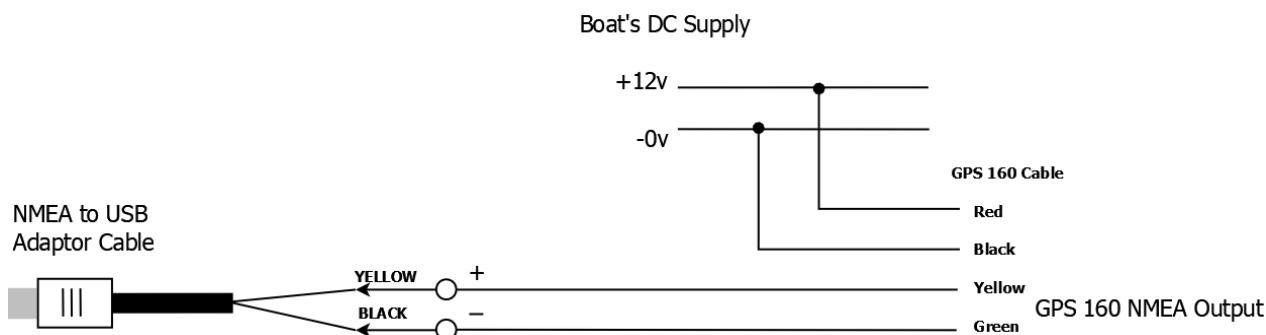 Boat's DC Supply
+12v
-0v
GPS 160 Cable
Red
Black
NMEA to USB
Adaptor Cable
YELLOW
+
Yellow
BLACK
–
Green
GPS 160 NMEA Output